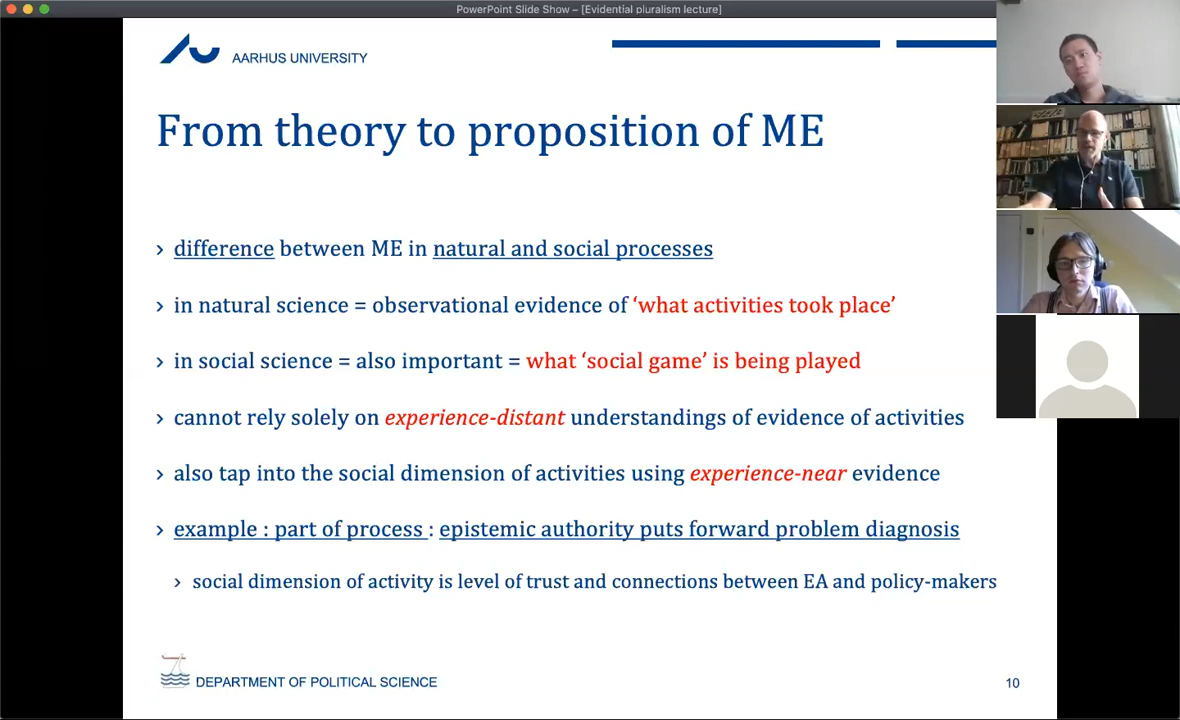 PowerPoint Slide Show – [Evidential pluralism lecture]
AARHUS UNIVERSITY
From theory to proposition of ME
› difference between ME in natural and social processes
› in natural science = observational evidence of ‘what activities took place’
› in social science = also important = what ‘social game’ is being played
› cannot rely solely on experience-distant understandings of evidence of activities
› also tap into the social dimension of activities using experience-near evidence
› example : part of process : epistemic authority puts forward problem diagnosis
› social dimension of activity is level of trust and connections between EA and policy-makers
DEPARTMENT OF POLITICAL SCIENCE
10